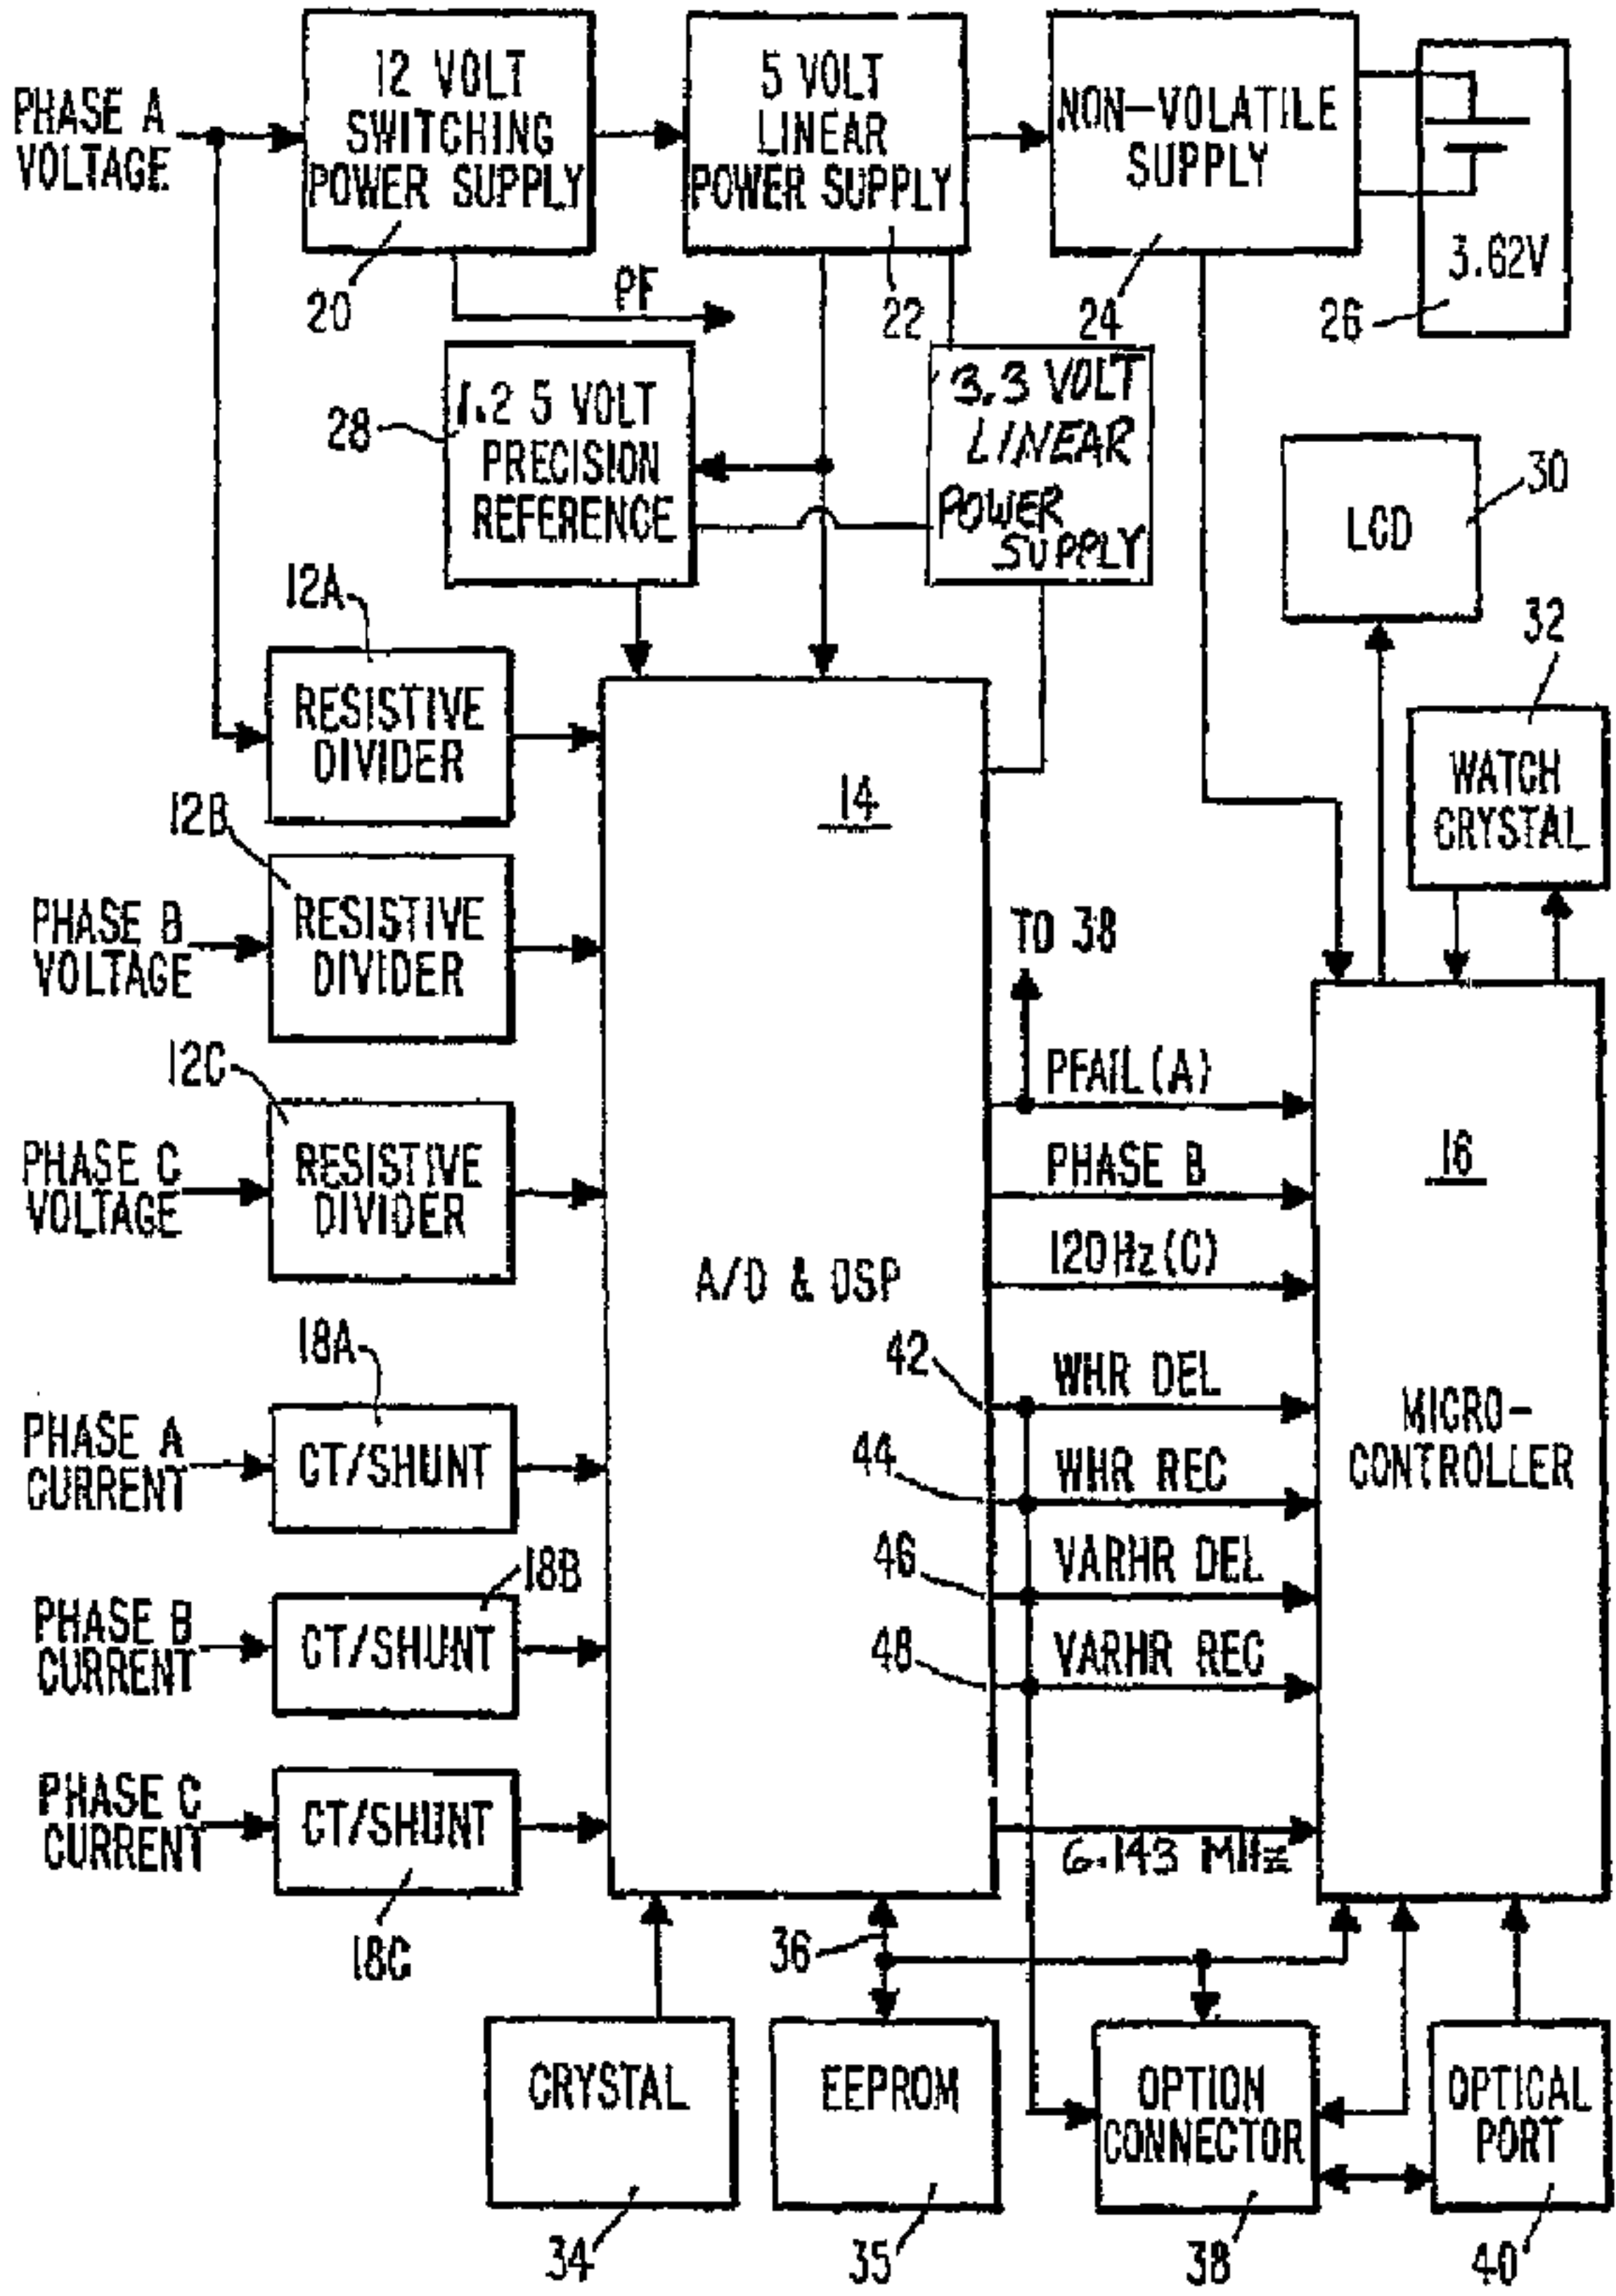 PHASE A
VOLTAGE
12 VOLT
SWITCHING
POWER SUPPLY
20
PF
5 VOLT
LINEAR
POWER SUPPLY
22
NON-VOLATILE
SUPPLY
24
3.62V
26
28
1.2 5 VOLT
PRECISION
REFERENCE
3.3 VOLT
LINEAR
POWER
SUPPLY
LCD
30
32
WATCH
CRYSTAL
12A
RESISTIVE
DIVIDER
12B
PHASE B
VOLTAGE
RESISTIVE
DIVIDER
12C
PHASE C
VOLTAGE
RESISTIVE
DIVIDER
18A
PHASE A
CURRENT
CT/SHUNT
18B
PHASE B
CURRENT
CT/SHUNT
PHASE C
CURRENT
CT/SHUNT
18C
14
A/D & DSP
TO 38
PFAIL(A)
PHASE B
120Hz(C)
42
WHR DEL
44
WHR REC
46
VARHR DEL
48
VARHR REC
6.143 MHz
16
MICRO-
CONTROLLER
36
CRYSTAL
34
EEPROM
35
OPTION
CONNECTOR
38
OPTICAL
PORT
40